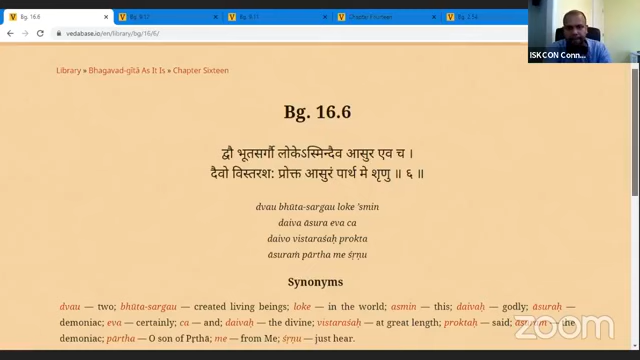 Bg. 16.6
Bg. 9.12
Bg. 9.11
Chapter Fourteen
Bg. 2.14
vedabase.io/en/library/bg/16/6/
ISKCON Conn...
Library » Bhagavad-gītā As It Is » Chapter Sixteen
Bg. 16.6
द्वौ भूतसर्गौ लोकेऽस्मिन्दैव आसुर एव च ।
दैवो विस्तरशः प्रोक्त आसुरं पार्थ मे श‍ृणु ॥ ६ ॥
dvau bhūta-sargau loke ’smin
daiva āsura eva ca
daivo vistaraśaḥ prokta
āsuraṁ pārtha me śṛṇu
Synonyms
dvau — two; bhūta-sargau — created living beings; loke — in the world; asmin — this; daivaḥ — godly; āsuraḥ —
demoniac; eva — certainly; ca — and; daivaḥ — the divine; vistaraśaḥ — at great length; proktaḥ — said; āsuram — the
demoniac; pārtha — O son of Pṛthā; me — from Me; śṛṇu — just hear.
zoom